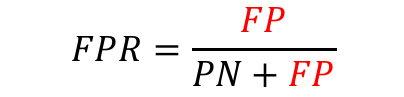 FPR = FP / PN + FP